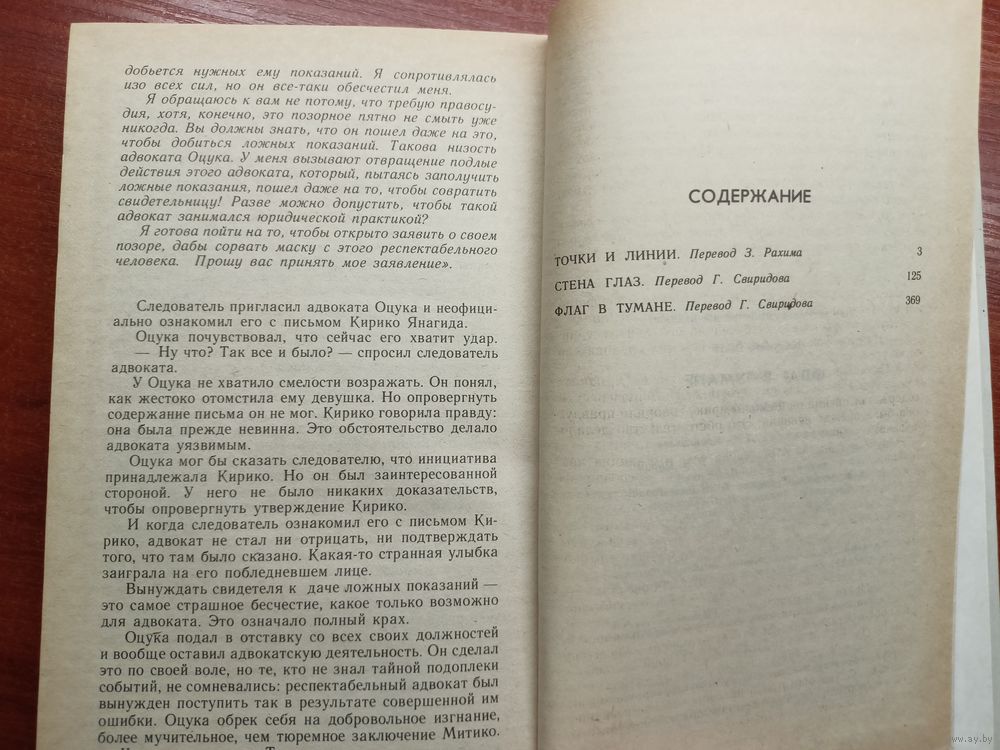 добьется нужных ему показаний. Я сопротивлялась
изо всех сил, но он все-таки обесчестил меня.
Я обращаюсь к вам не потому, что требую правосу-
дия, хотя, конечно, это позорное пятно не смыть уже
никогда. Вы должны знать, что он пошел даже на это,
чтобы добиться ложных показаний. Такова низость
адвоката Оцука. У меня вызывают отвращение подлые
действия этого адвоката, который, пытаясь заполучить
ложные показания, пошел даже на то, чтобы совратить
свидетельницу! Разве можно допустить, чтобы такой
адвокат занимался юридической практикой?
Я готова пойти на то, чтобы открыто заявить о своем
позоре, дабы сорвать маску с этого респектабельного
человека. Прошу вас принять мое заявление».
Следователь пригласил адвоката Оцука и неофици-
ально ознакомил его с письмом Кирико Янагида.
Оцука почувствовал, что сейчас его хватит удар.
— Ну что? Так все и было? — спросил следователь
адвоката.
У Оцука не хватило смелости возражать. Он понял,
как жестоко отомстила ему девушка. Но опровергнуть
содержание письма он не мог. Кирико говорила правду:
она была прежде невинна. Это обстоятельство делало
адвоката уязвимым.
Оцука мог бы сказать следователю, что инициатива
принадлежала Кирико. Но он был заинтересованной
стороной. У него не было никаких доказательств,
чтобы опровергнуть утверждение Кирико.
И когда следователь ознакомил его с письмом Ки-
рико, адвокат не стал ни отрицать, ни подтверждать
того, что там было сказано. Какая-то странная улыбка
заиграла на его побледневшем лице.
Вынуждать свидетеля к даче ложных показаний —
это самое страшное бесчестие, какое только возможно
для адвоката. Это означало полный крах.
Оцука подал в отставку со всех своих должностей
и вообще оставил адвокатскую деятельность. Он сделал
это по своей воле, но те, кто не знал тайной подоплеки
событий, не сомневались: респектабельный адвокат был
вынужден поступить так в результате совершенной им
ошибки. Оцука обрек себя на добровольное изгнание,
более мучительное, чем тюремное заключение Митико.
СОДЕРЖАНИЕ
ТОЧКИ И ЛИНИИ. Перевод З. Рахима 3
СТЕНА ГЛАЗ. Перевод Г. Свиридова 125
ФЛАГ В ТУМАНЕ. Перевод Г. Свиридова 369
www.ay.by